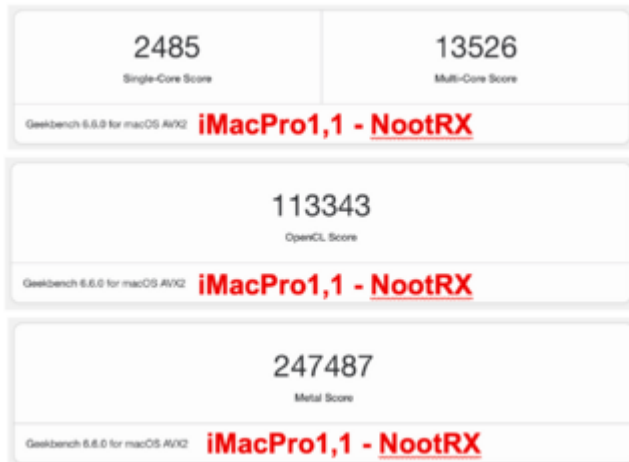 2485 13526
Single-Core Score Multi-Core Score
Geekbench 6.6.0 for macOS AVX2 iMacPro1,1 - NootRX
113343
OpenCL Score
Geekbench 6.6.0 for macOS AVX2 iMacPro1,1 - NootRX
247487
Metal Score
Geekbench 6.6.0 for macOS AVX2 iMacPro1,1 - NootRX